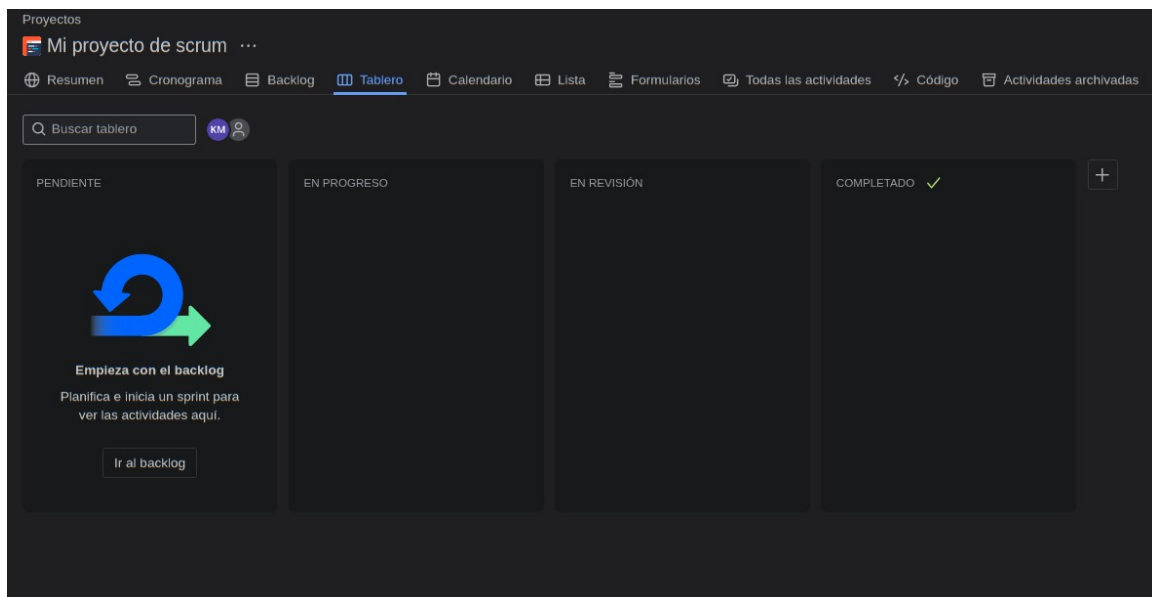 Proyectos
Mi proyecto de scrum
Resumen Cronograma Backlog Tablero Calendario Lista Formularios Todas las actividades Código Actividades archivadas
Buscar tablero KM
PENDIENTE EN PROGRESO EN REVISIÓN COMPLETADO
Empieza con el backlog
Planifica e inicia un sprint para
ver las actividades aquí.
Ir al backlog